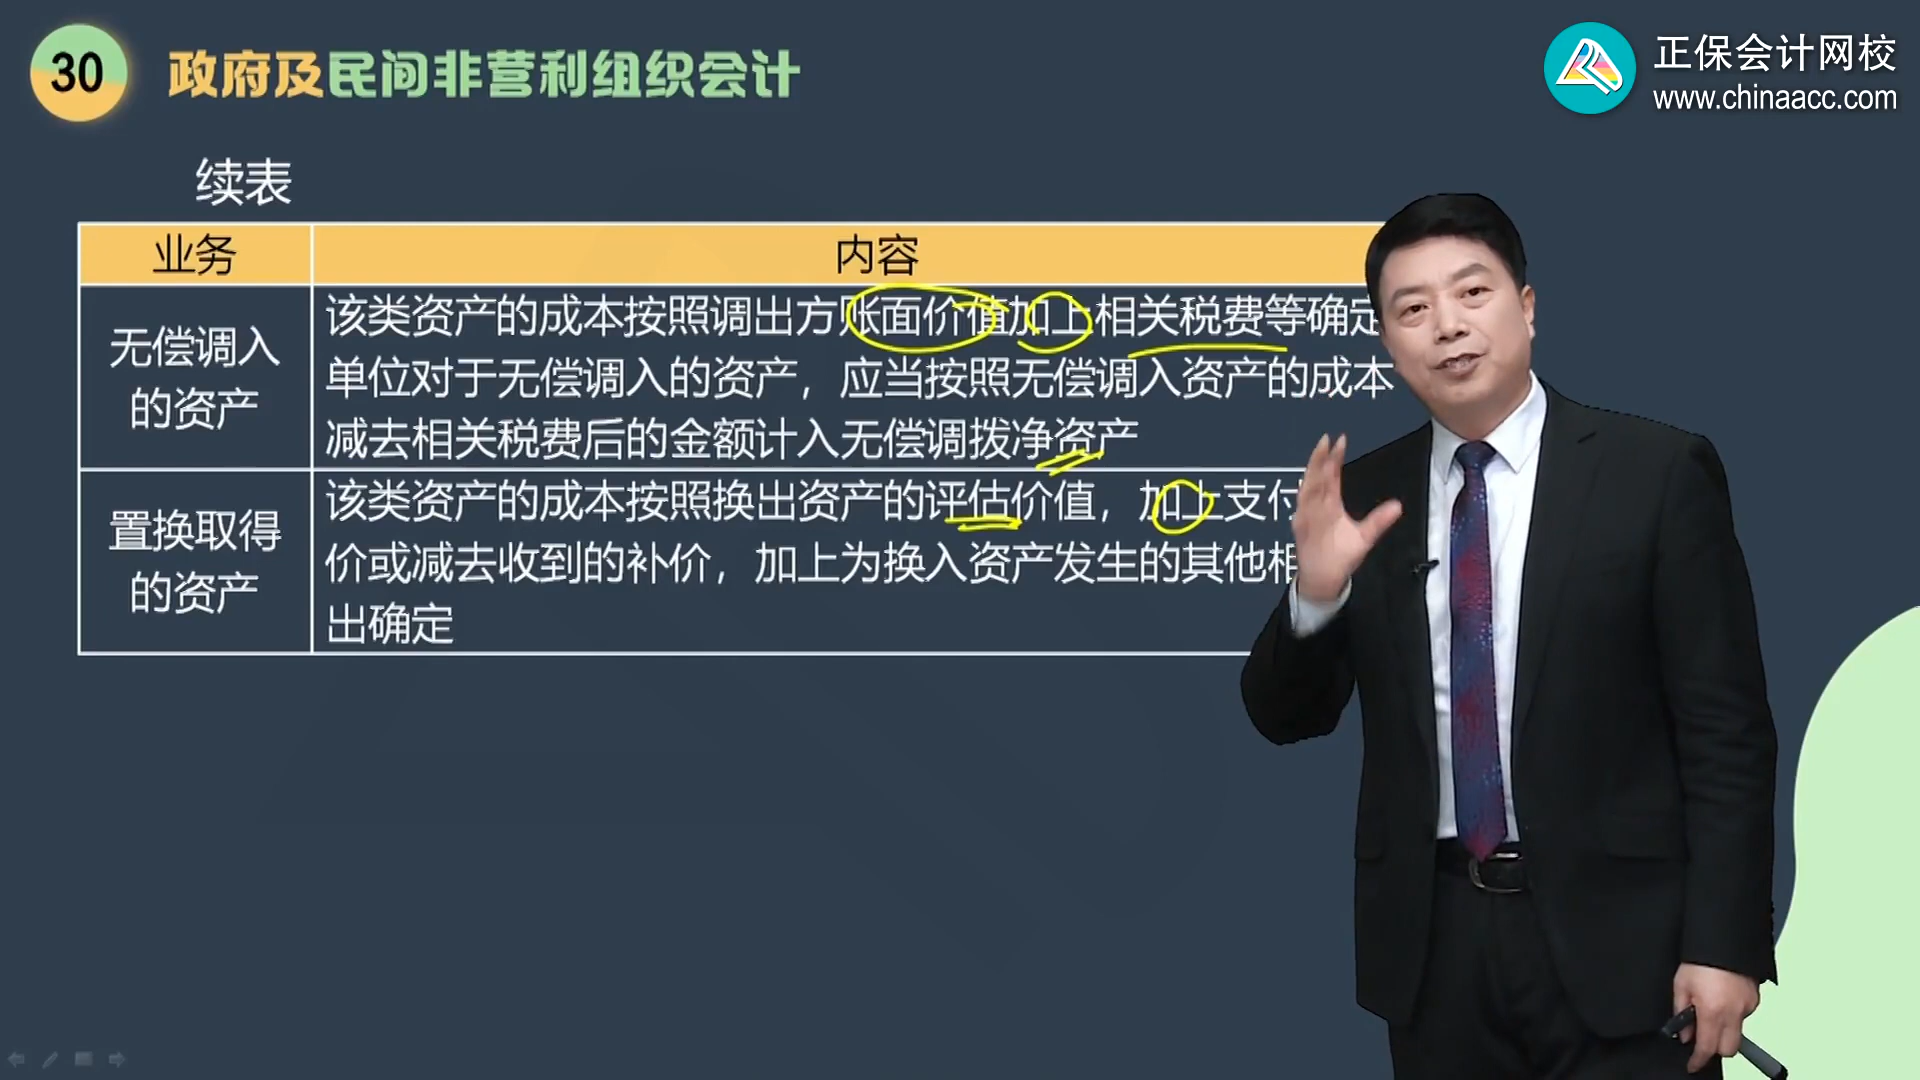 30 政府及民间非营利组织会计
正保会计网校
www.chinaacc.com
续表
业务 内容
无偿调入
的资产
该类资产的成本按照调出方账面价值加上相关税费等确定
单位对于无偿调入的资产，应当按照无偿调入资产的成本
减去相关税费后的金额计入无偿调拨净资产
置换取得
的资产
该类资产的成本按照换出资产的评估价值，加上支付
价或减去收到的补价，加上为换入资产发生的其他相
出确定